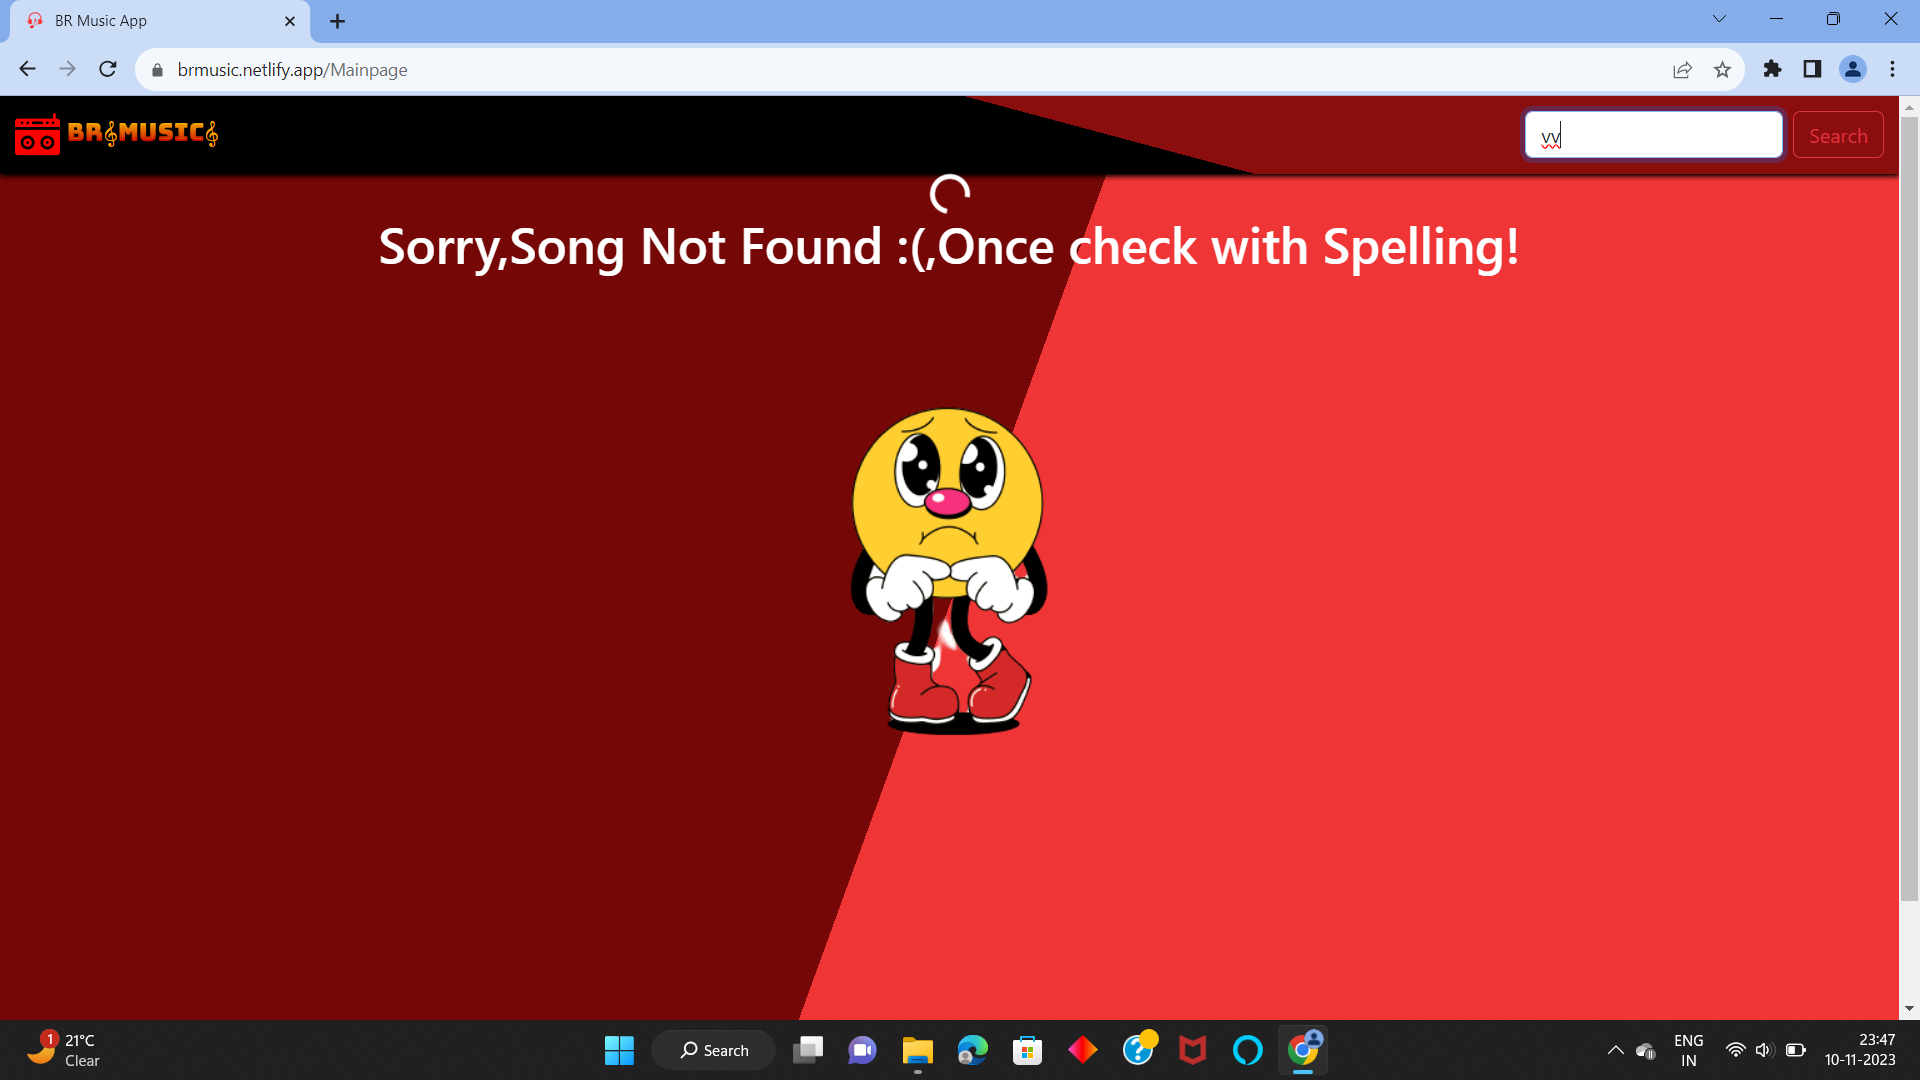 BR Music App
brmusic.netlify.app/Mainpage
BR MUSIC
vv
Search
Sorry,Song Not Found :(,Once check with Spelling!
1
21°C
Clear
Search
ENG
IN
23:47
10-11-2023